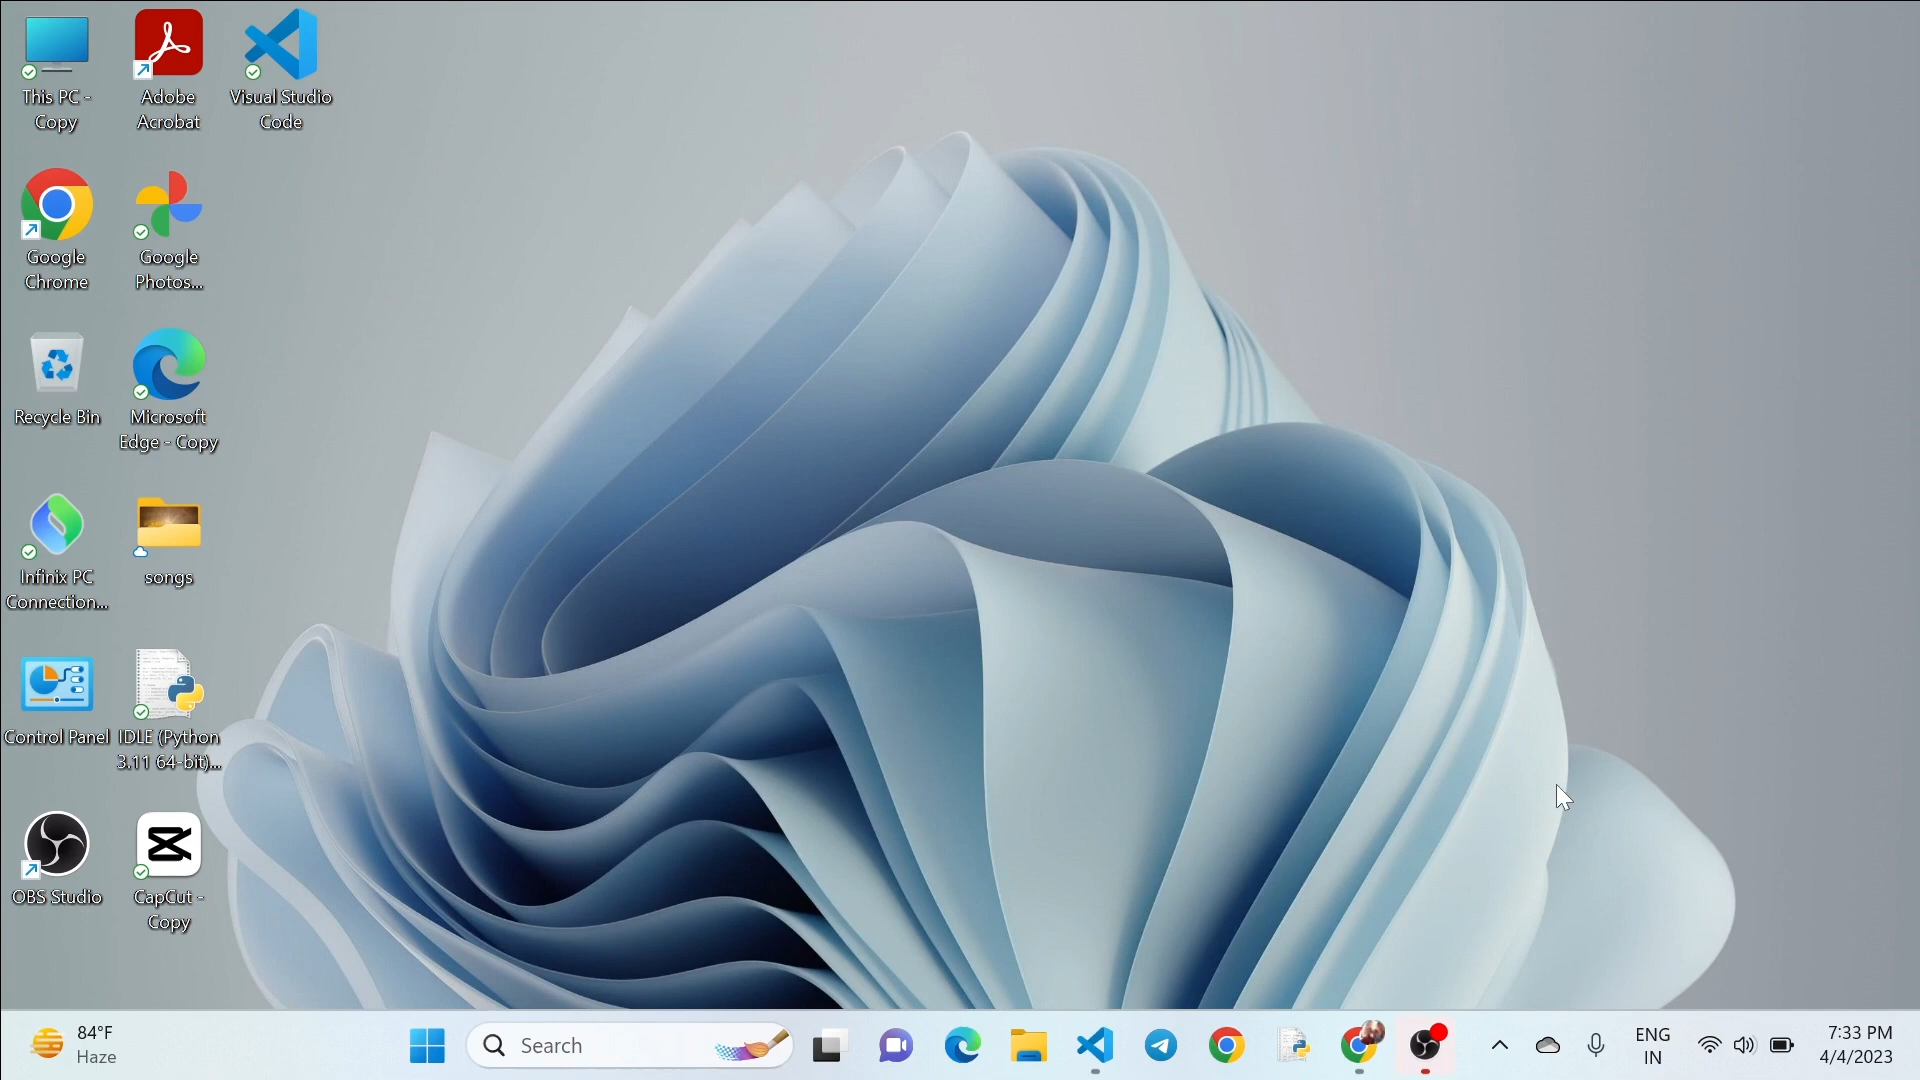 This PC -
Copy
Adobe
Acrobat
Visual Studio
Code
Google
Chrome
Google
Photos...
Recycle Bin
Microsoft
Edge - Copy
Infinix PC
Connection...
songs
Control Panel
IDLE (Python
3.11 64-bit)...
OBS Studio
CapCut -
Copy
84°F
Haze
Search
ENG
IN
7:33 PM
4/4/2023